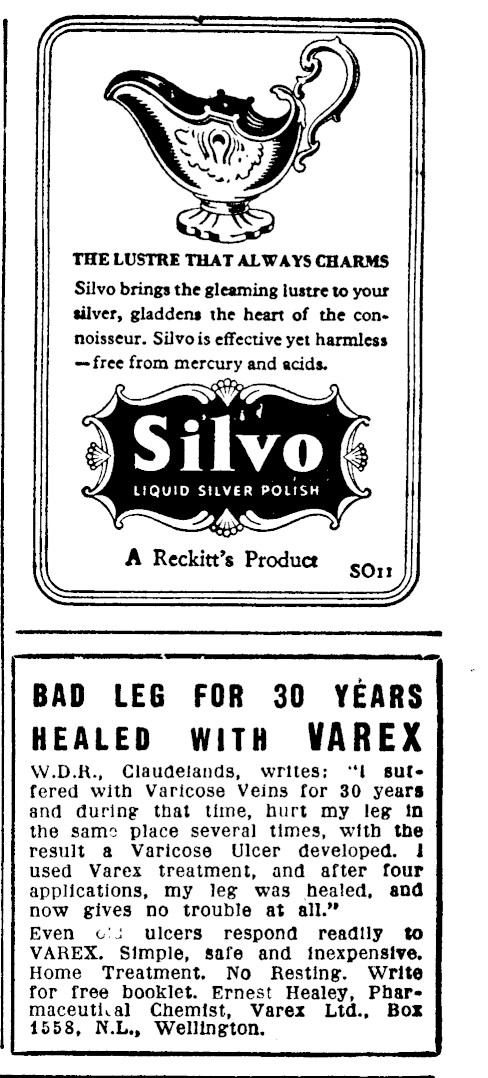 THE LUSTRE THAT ALWAYS CHARMS
Silvo brings the gleaming lustre to your
silver, gladdens the heart of the con-
noisseur. Silvo is effective yet harmless
—free from mercury and acids.
Silvo
LIQUID SILVER POLISH
A Reckitt's Product
SO11
BAD LEG FOR 30 YEARS
HEALED WITH VAREX
W.D.R., Claudelands, writes: "I suf-
fered with Varicose Veins for 30 years
and during that time, hurt my leg in
the same place several times, with the
result a Varicose Ulcer developed. I
used Varex treatment, and after four
applications, my leg was healed, and
now gives no trouble at all."
Even old ulcers respond readily to
VAREX. Simple, safe and inexpensive.
Home Treatment. No Resting. Write
for free booklet. Ernest Healey, Phar-
maceutical Chemist, Varex Ltd., Box
1558, N.L., Wellington.